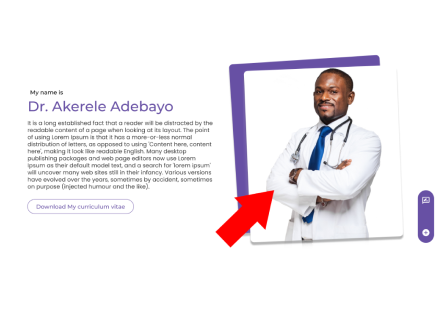 My name is
Dr. Akerele Adebayo
It is a long established fact that a reader will be distracted by the
readable content of a page when looking at its layout. The point
of using Lorem Ipsum is that it has a more-or-less normal
distribution of letters, as opposed to using 'Content here, content
here', making it look like readable English. Many desktop
publishing packages and web page editors now use Lorem
Ipsum as their default model text, and a search for 'lorem ipsum'
will uncover many web sites still in their infancy. Various versions
have evolved over the years, sometimes by accident, sometimes
on purpose (injected humour and the like).
Download My curriculum vitae